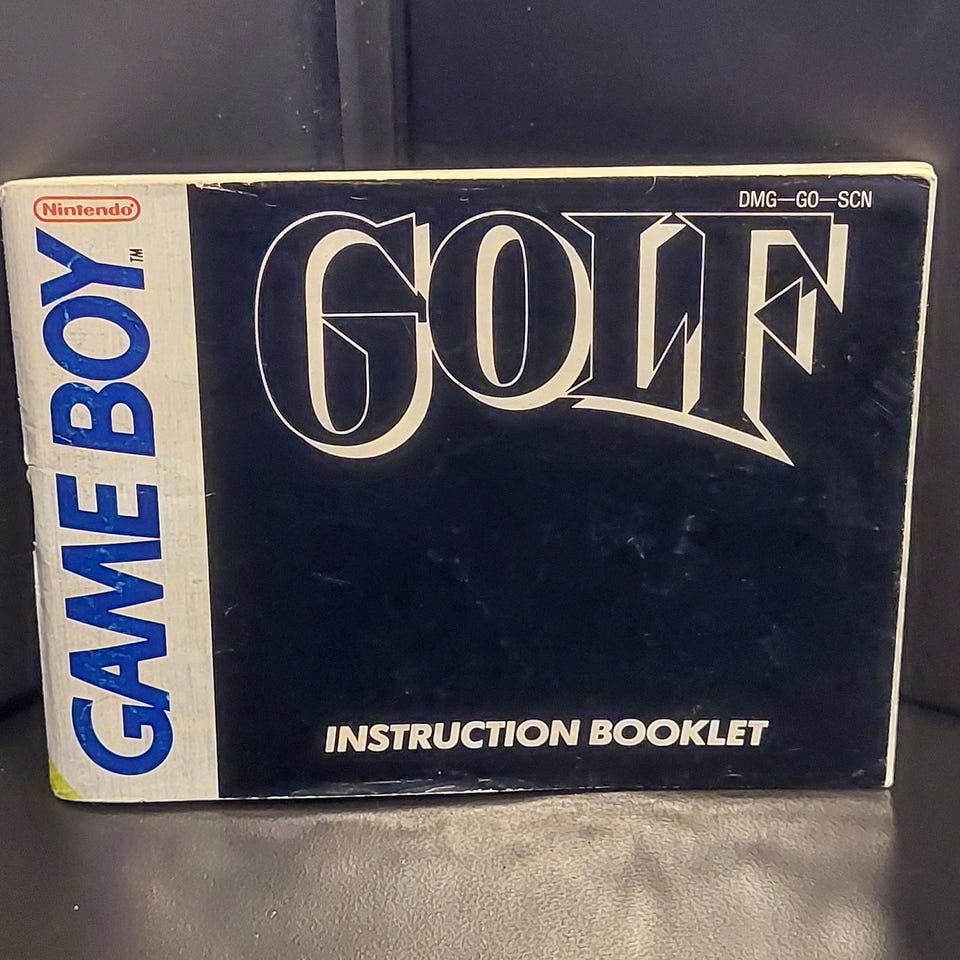 Nintendo®
GAME BOY™
DMG—GO—SCN
GOLF
INSTRUCTION BOOKLET